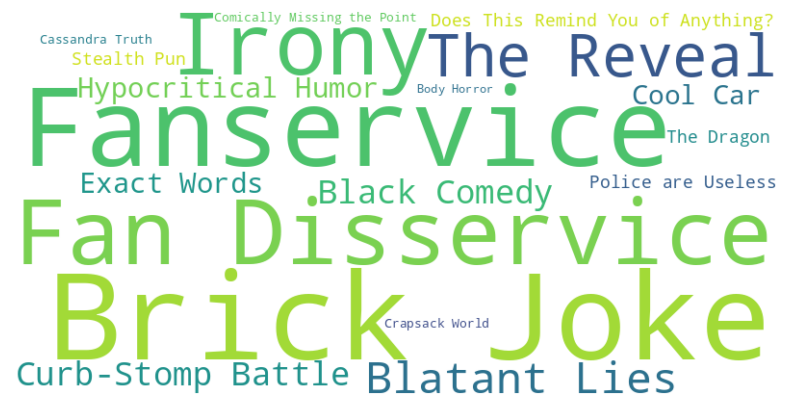 Comically Missing the Point
Does This Remind You of Anything?
Irony
Cassandra Truth
The Reveal
Stealth Pun
Hypocritical Humor
Body Horror
Cool Car
Fanservice
The Dragon
Exact Words
Black Comedy
Police are Useless
Fan Disservice
Brick Joke
Crapsack World
Curb-Stomp Battle
Blatant Lies